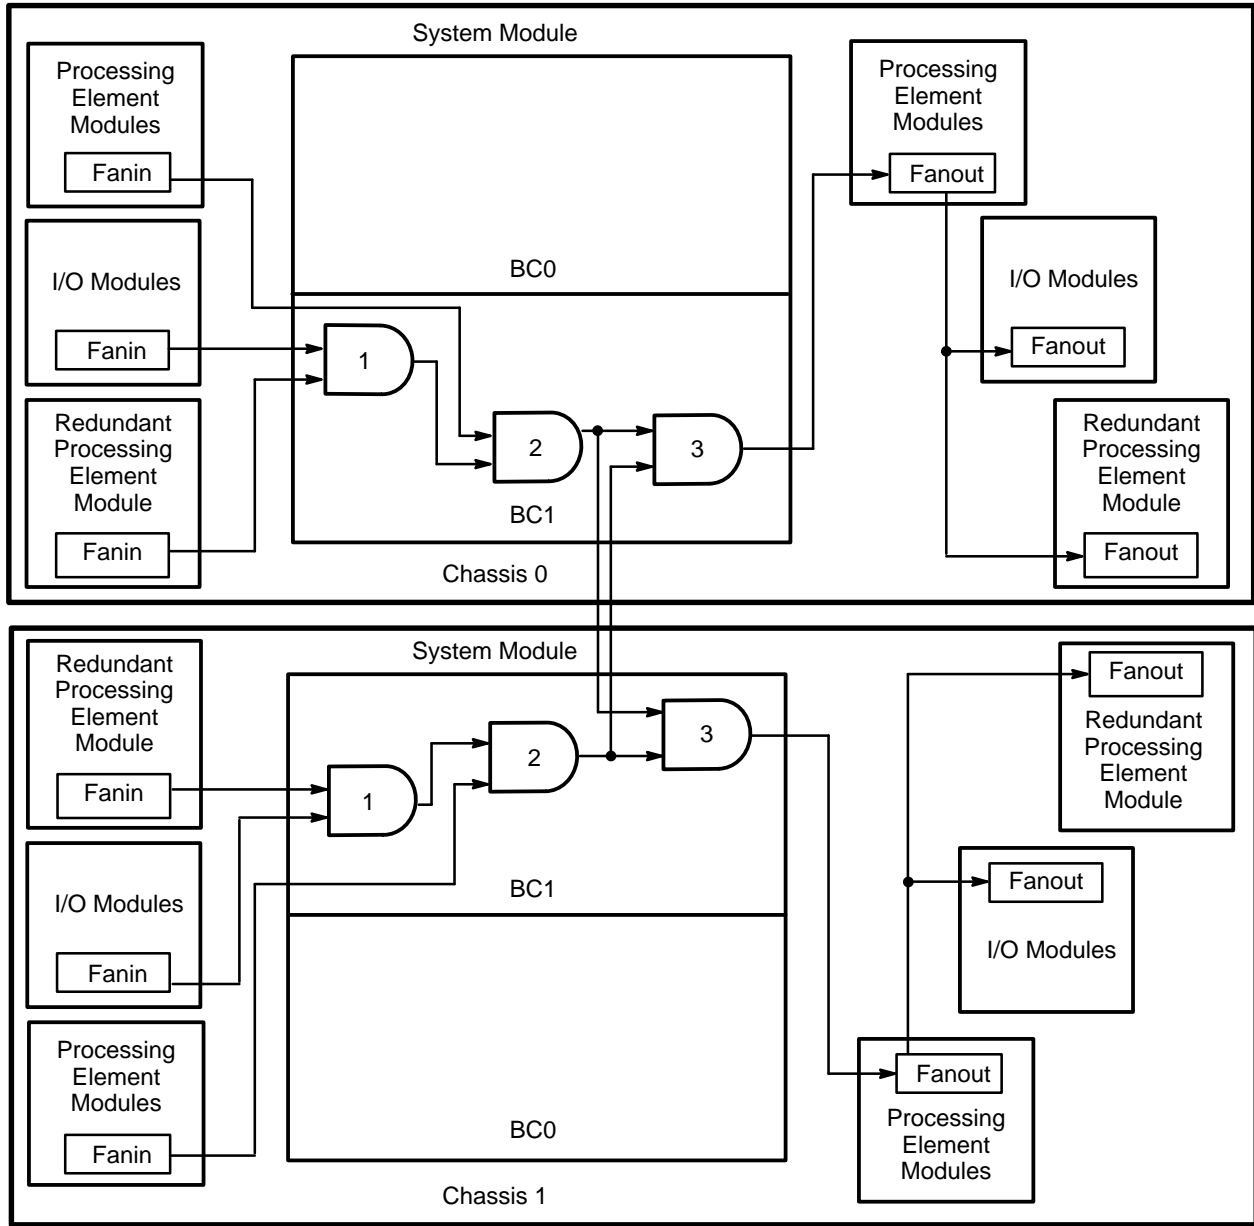 System Module
Processing
Element
Modules
Fanin
I/O Modules
Fanin
Redundant
Processing
Element
Module
Fanin
BC0
1
2
3
BC1
Chassis 0
Processing
Element
Modules
Fanout
I/O Modules
Fanout
Redundant
Processing
Element
Module
Fanout
System Module
Redundant
Processing
Element
Module
Fanin
I/O Modules
Fanin
Processing
Element
Modules
Fanin
1
2
3
BC1
BC0
Chassis 1
Fanout
Redundant
Processing
Element
Module
Fanout
I/O Modules
Fanout
Processing
Element
Modules